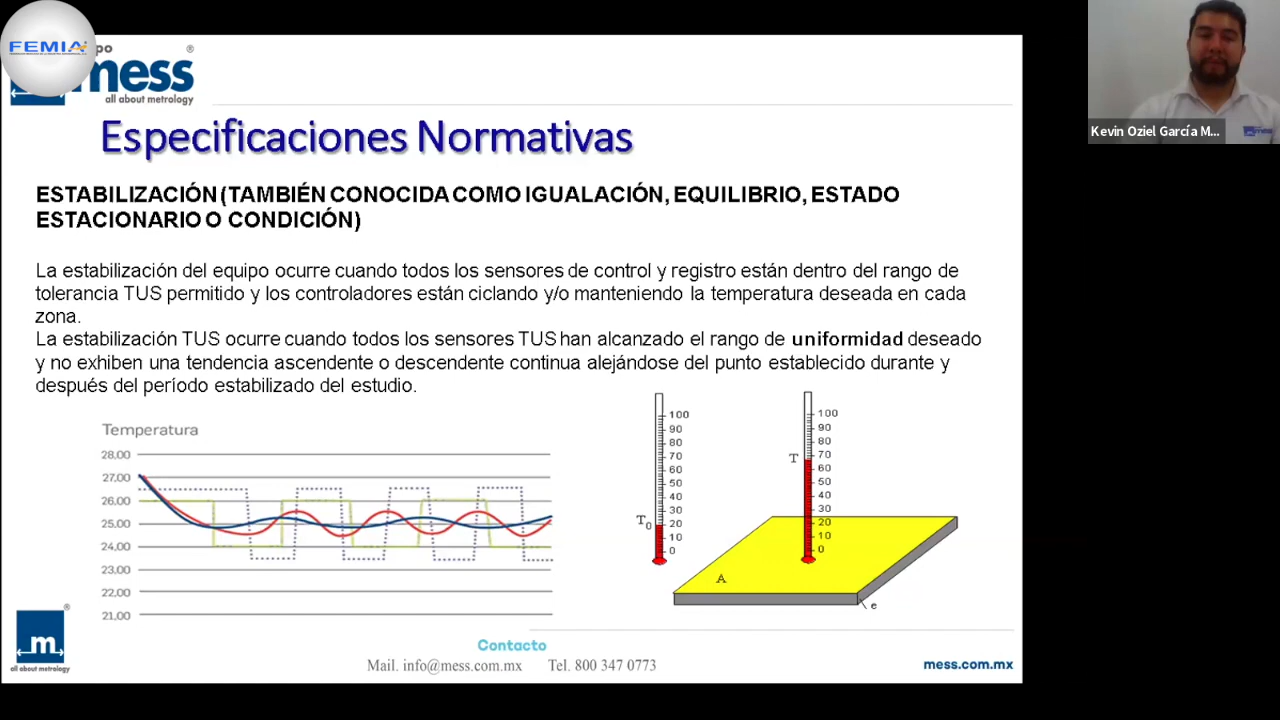 FEMIA
mess
®
all about metrology
Kevin Oziel García M...
mess
Especificaciones Normativas
ESTABILIZACIÓN (TAMBIÉN CONOCIDA COMO IGUALACIÓN, EQUILIBRIO, ESTADO
ESTACIONARIO O CONDICIÓN)
La estabilización del equipo ocurre cuando todos los sensores de control y registro están dentro del rango de
tolerancia TUS permitido y los controladores están ciclando y/o manteniendo la temperatura deseada en cada
zona.
La estabilización TUS ocurre cuando todos los sensores TUS han alcanzado el rango de uniformidad deseado
y no exhiben una tendencia ascendente o descendente continua alejándose del punto establecido durante y
después del período estabilizado del estudio.
Temperatura
28,00
27,00
26,00
25,00
24,00
23,00
22,00
21,00
100
90
80
70
60
50
40
30
20
10
0
T0
100
90
80
70
60
50
40
30
20
10
0
T
A
e
m
®
all about metrology
Contacto
Mail. info@mess.com.mx Tel. 800 347 0773
mess.com.mx